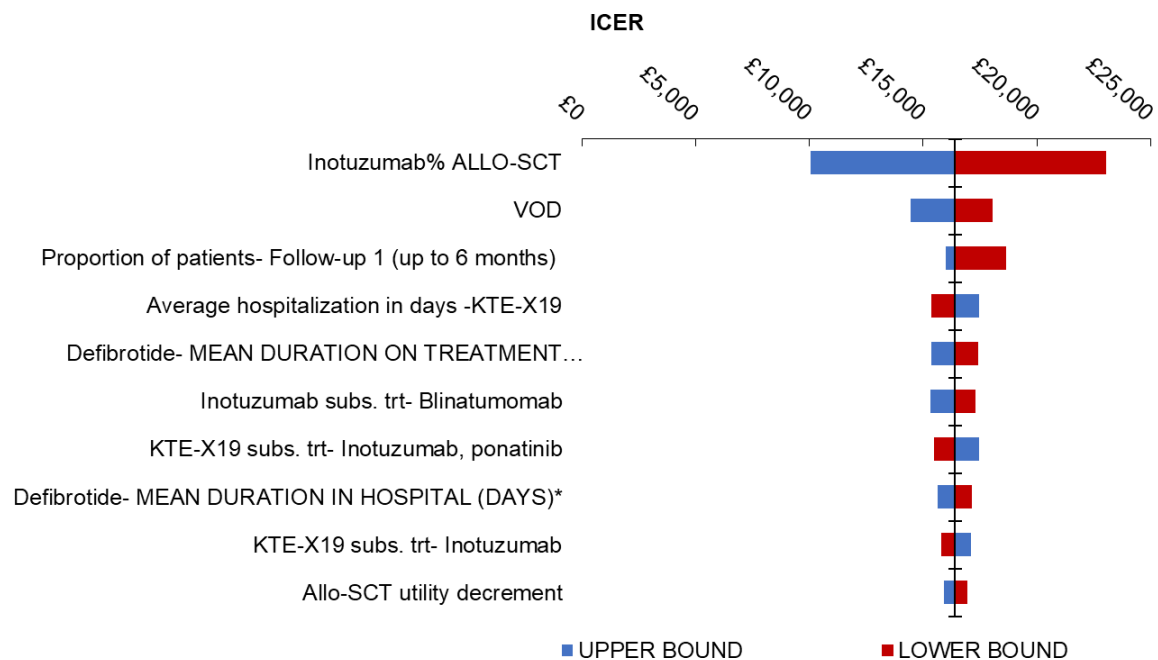 ICER
£0
£5,000
£10,000
£15,000
£20,000
£25,000
Inotuzumab% ALLO-SCT
VOD
Proportion of patients- Follow-up 1 (up to 6 months)
Average hospitalization in days -KTE-X19
Defibrotide- MEAN DURATION ON TREATMENT…
Inotuzumab subs. trt- Blinatumomab
KTE-X19 subs. trt- Inotuzumab, ponatinib
Defibrotide- MEAN DURATION IN HOSPITAL (DAYS)*
KTE-X19 subs. trt- Inotuzumab
Allo-SCT utility decrement
UPPER BOUND
LOWER BOUND